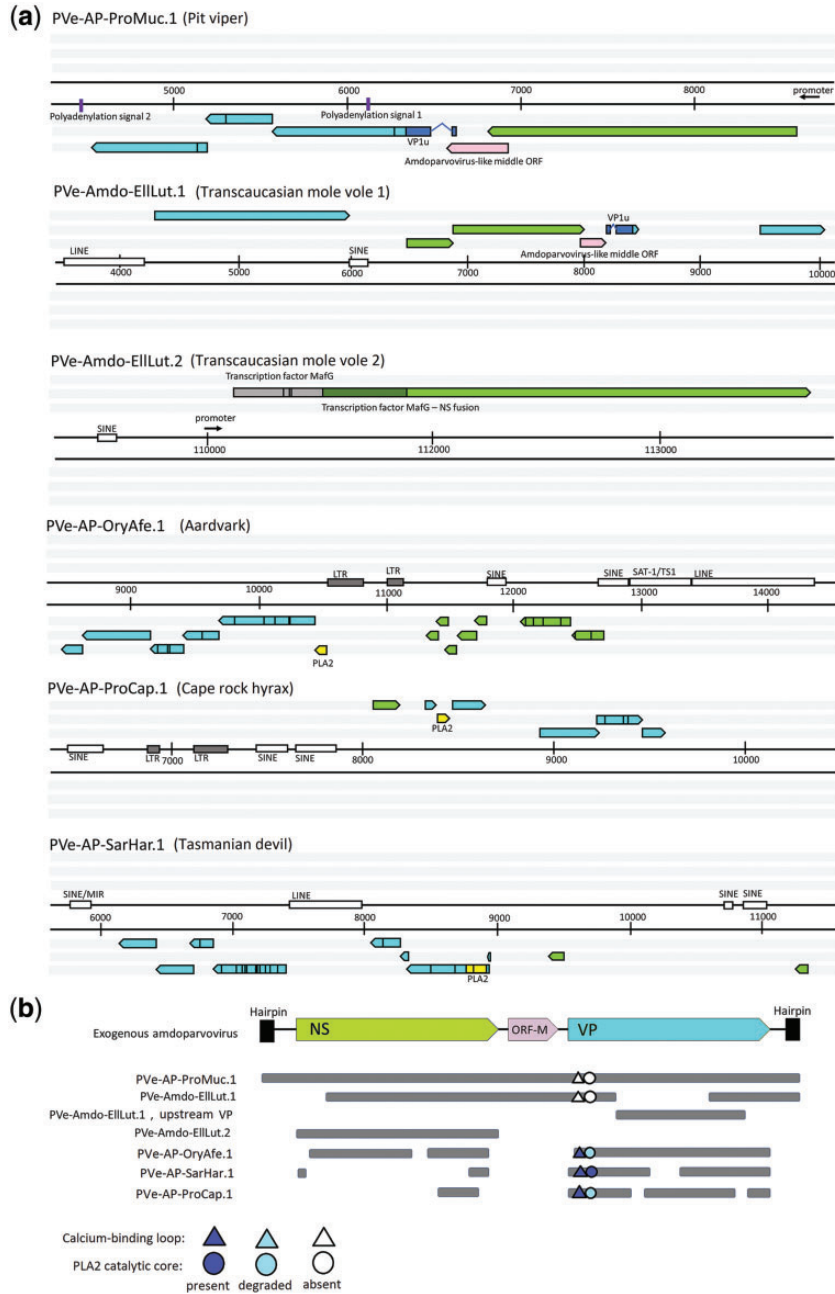 (a) PVe-AP-ProMuc.1 (Pit viper)
5000 6000 7000 8000 promoter
Polyadenylation signal 2 Polyadenylation signal 1
VP1u
Amdoparvovirus-like middle ORF
PVe-Amdo-EllLut.1 (Transcaucasian mole vole 1)
VP1u
LINE SINE Amdoparvovirus-like middle ORF
4000 5000 6000 7000 8000 9000 10000
PVe-Amdo-EllLut.2 (Transcaucasian mole vole 2)
Transcription factor MafG
Transcription factor MafG – NS fusion
SINE promoter
110000 112000 113000
PVe-AP-OryAfe.1 (Aardvark)
LTR LTR SINE SINE SAT-1/TS1 LINE
9000 10000 11000 12000 13000 14000
PLA2
PVe-AP-ProCap.1 (Cape rock hyrax)
PLA2
SINE LTR 7000 LTR SINE SINE 8000 9000 10000
PVe-AP-SarHar.1 (Tasmanian devil)
SINE/MIR LINE SINE SINE
6000 7000 8000 9000 10000 11000
PLA2
(b) Hairpin Hairpin
Exogenous amdoparvovirus NS ORF-M VP
PVe-AP-ProMuc.1
PVe-Amdo-EllLut.1
PVe-Amdo-EllLut.1 , upstream VP
PVe-Amdo-EllLut.2
PVe-AP-OryAfe.1
PVe-AP-SarHar.1
PVe-AP-ProCap.1
Calcium-binding loop:
PLA2 catalytic core:
present degraded absent